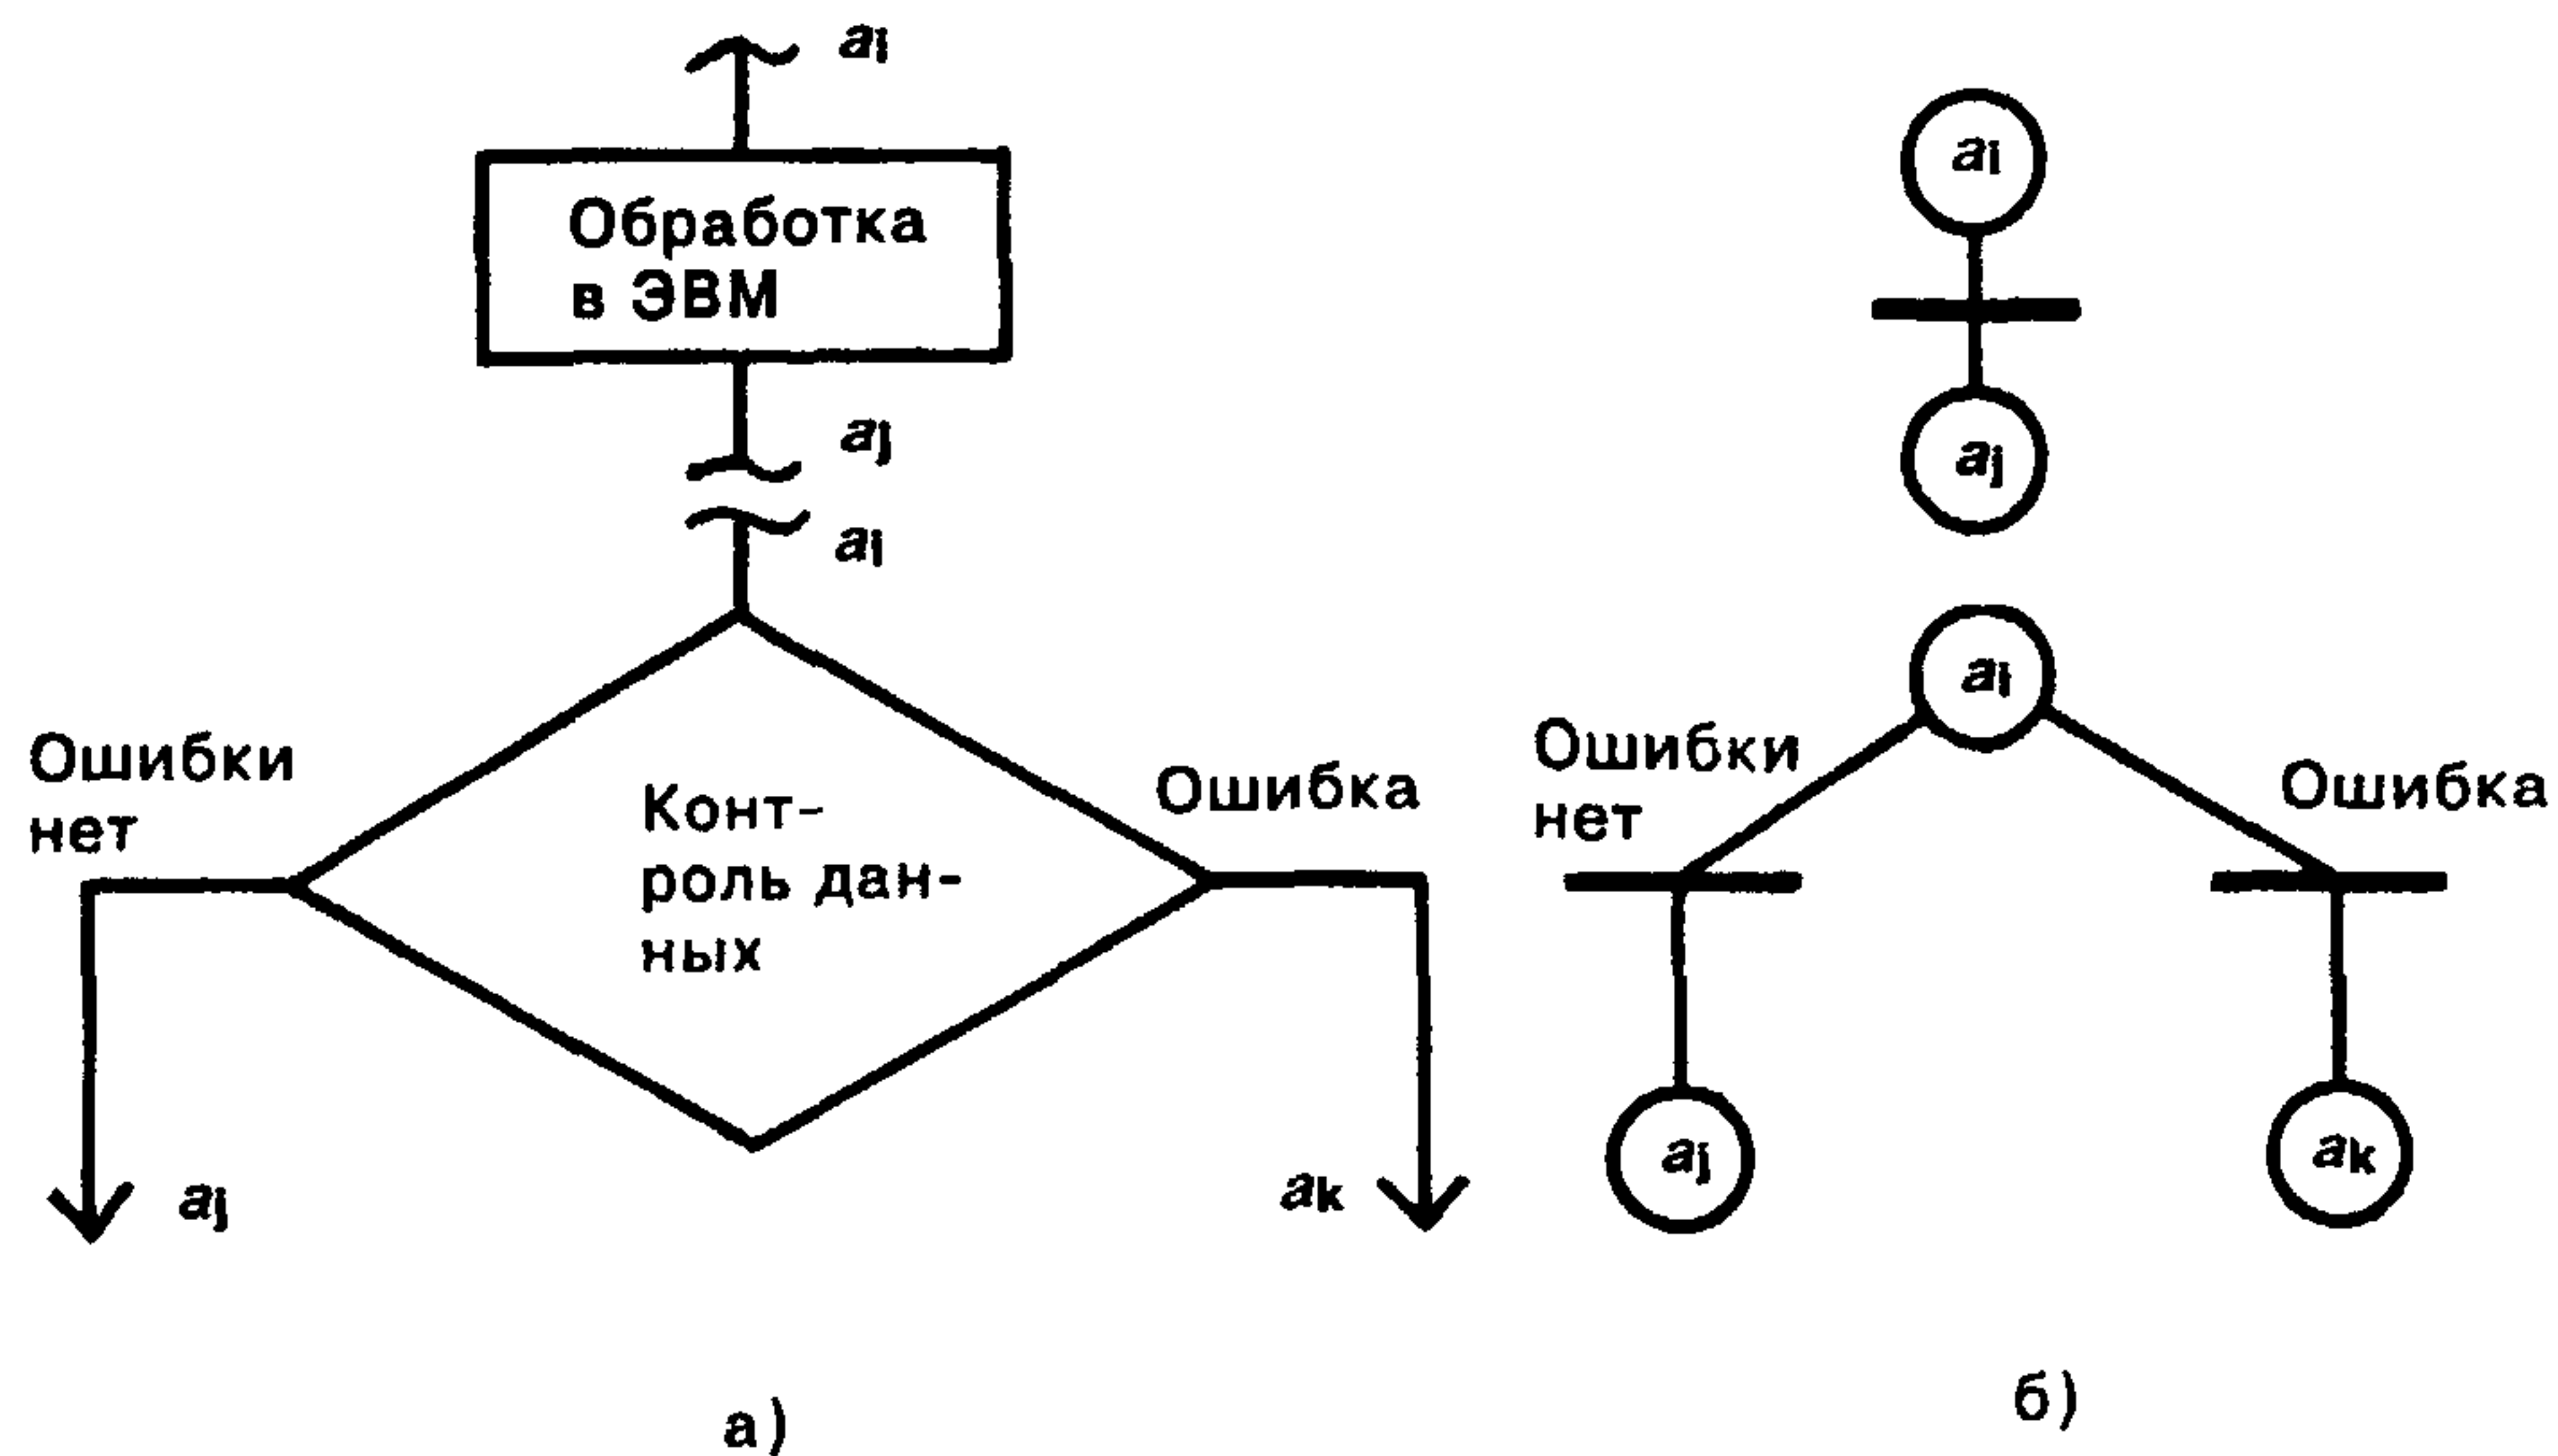 ai
Обработка
в ЭВМ
aj
ai
Ошибки
нет
Конт-
роль дан-
ных
Ошибка
aj
ak
а)
ai
aj
ai
Ошибки
нет
Ошибка
aj
ak
б)